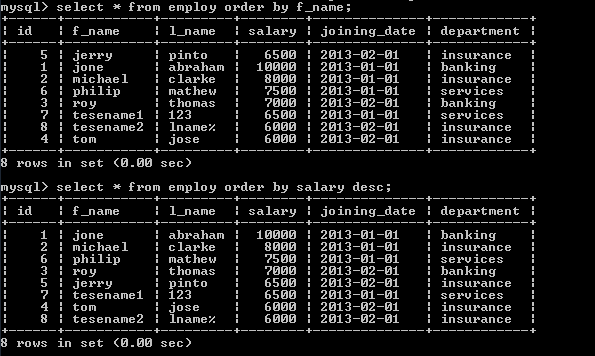 mysql> select * from employ order by f_name;
+------+-----------+---------+--------+--------------+------------+
| id   | f_name    | l_name  | salary | joining_date | department |
+------+-----------+---------+--------+--------------+------------+
|    5 | jerry     | pinto   |   6500 | 2013-02-01   | insurance  |
|    1 | jone      | abraham |  10000 | 2013-01-01   | banking    |
|    2 | michael   | clarke  |   8000 | 2013-01-01   | insurance  |
|    6 | philip    | mathew  |   7500 | 2013-01-01   | services   |
|    3 | roy       | thomas  |   7000 | 2013-02-01   | banking    |
|    7 | tesename1 | 123     |   6500 | 2013-01-01   | services   |
|    8 | tesename2 | lname%  |   6000 | 2013-02-01   | insurance  |
|    4 | tom       | jose    |   6000 | 2013-02-01   | insurance  |
+------+-----------+---------+--------+--------------+------------+
8 rows in set (0.00 sec)
mysql> select * from employ order by salary desc;
+------+-----------+---------+--------+--------------+------------+
| id   | f_name    | l_name  | salary | joining_date | department |
+------+-----------+---------+--------+--------------+------------+
|    1 | jone      | abraham |  10000 | 2013-01-01   | banking    |
|    2 | michael   | clarke  |   8000 | 2013-01-01   | insurance  |
|    6 | philip    | mathew  |   7500 | 2013-01-01   | services   |
|    3 | roy       | thomas  |   7000 | 2013-02-01   | banking    |
|    5 | jerry     | pinto   |   6500 | 2013-02-01   | insurance  |
|    7 | tesename1 | 123     |   6500 | 2013-01-01   | services   |
|    4 | tom       | jose    |   6000 | 2013-02-01   | insurance  |
|    8 | tesename2 | lname%  |   6000 | 2013-02-01   | insurance  |
+------+-----------+---------+--------+--------------+------------+
8 rows in set (0.00 sec)